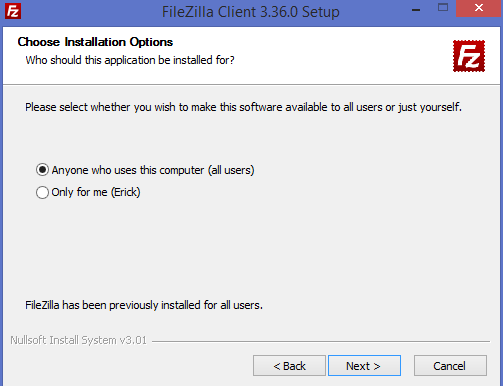 FZ FileZilla Client 3.36.0 Setup
Choose Installation Options
Who should this application be installed for?
FZ
Please select whether you wish to make this software available to all users or just yourself.
Anyone who uses this computer (all users)
Only for me (Erick)
FileZilla has been previously installed for all users.
Nullsoft Install System v3.01
< Back Next > Cancel